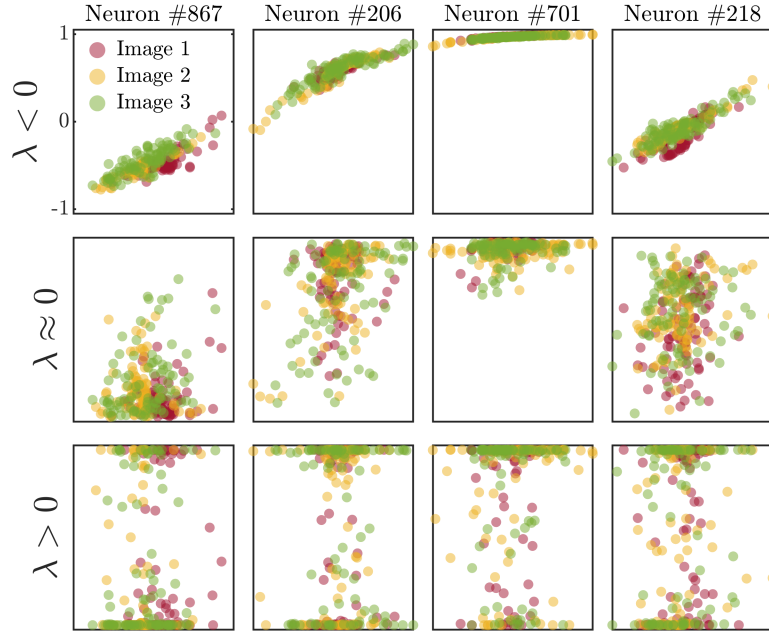 Neuron #867 Neuron #206 Neuron #701 Neuron #218
1
Image 1
Image 2
Image 3
λ < 0
0
-1
λ ≈ 0
λ > 0